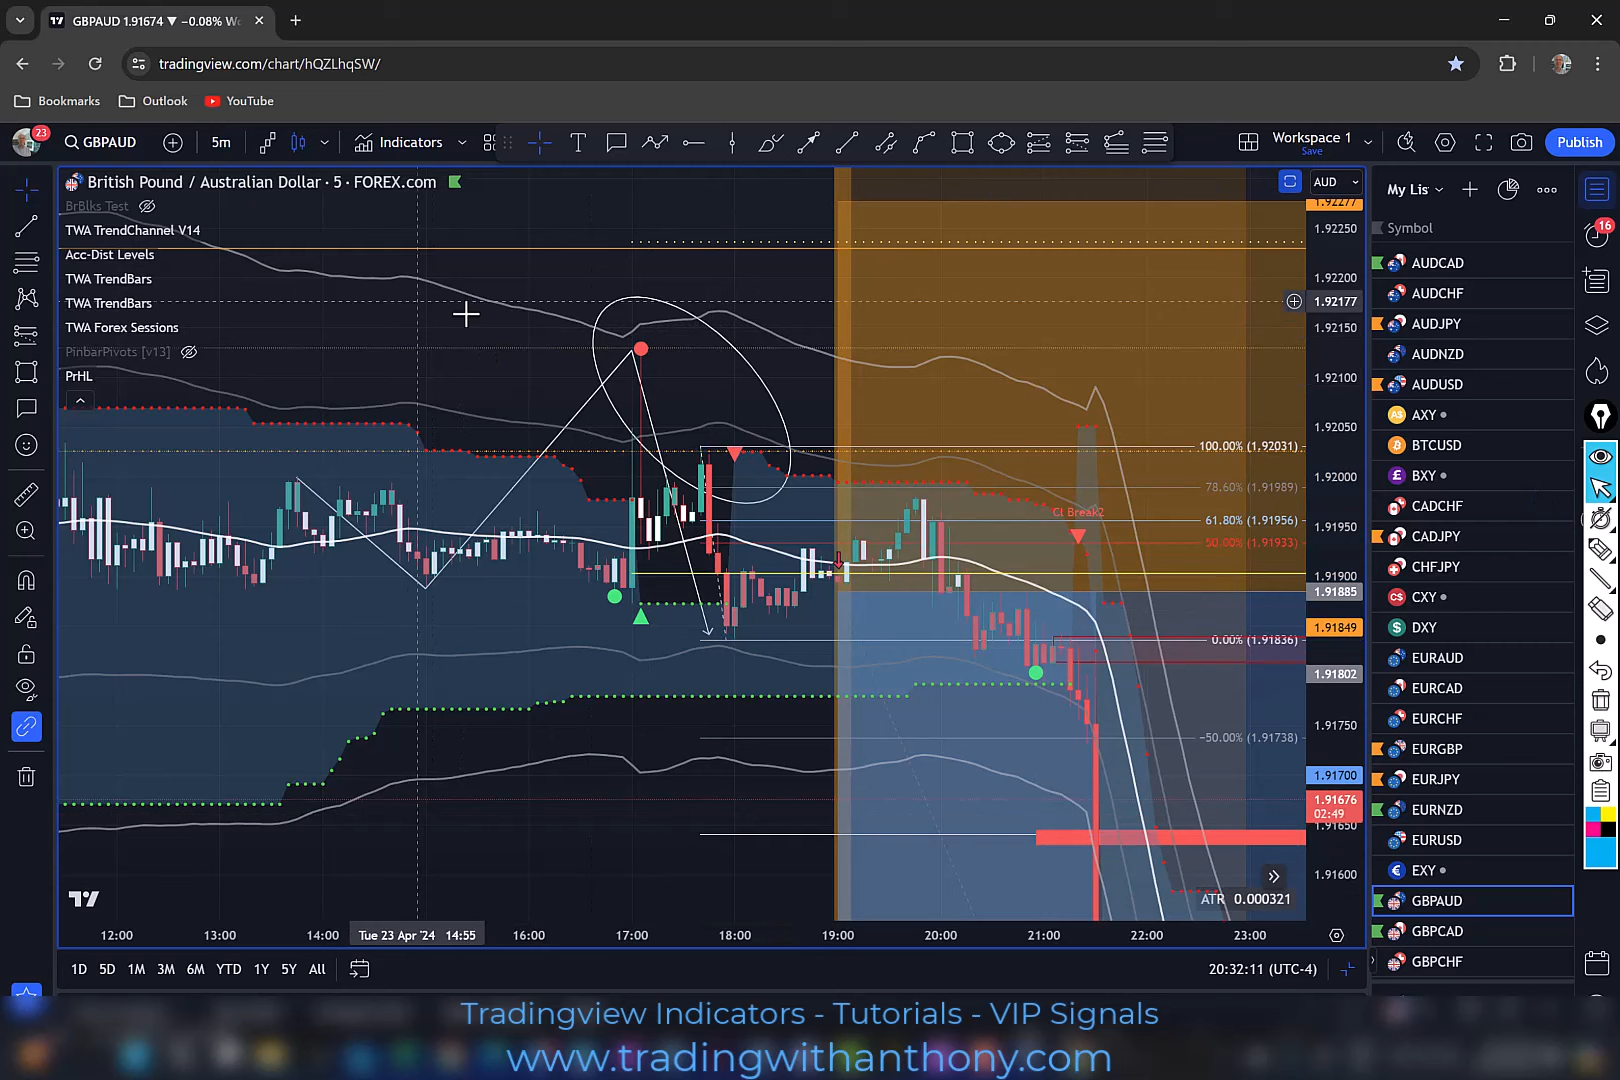 GBPAUD 1.91674 ▼ −0.08% Wo
tradingview.com/chart/hQZLhqSW/
Bookmarks Outlook YouTube
23 GBPAUD 5m Indicators Workspace 1 Save Publish
British Pound / Australian Dollar · 5 · FOREX.com
AUD
BrBlks Test
TWA TrendChannel V14
Acc-Dist Levels
TWA TrendBars
TWA TrendBars
TWA Forex Sessions
PinbarPivots [v13]
PrHL
100.00% (1.92031)
78.60% (1.91989)
61.80% (1.91956)
50.00% (1.91933)
0.00% (1.91836)
−50.00% (1.91738)
CI Break2
ATR 0.000321
1.92277
1.92250
1.92200
1.92177
1.92150
1.92100
1.92050
1.92000
1.91950
1.91900
1.91885
1.91849
1.91802
1.91750
1.91700
1.91676
02:49
1.91650
1.91600
12:00 13:00 14:00 Tue 23 Apr '24 14:55 16:00 17:00 18:00 19:00 20:00 21:00 22:00 23:00
1D 5D 1M 3M 6M YTD 1Y 5Y All
20:32:11 (UTC-4)
My Lis
16
Symbol
AUDCAD
AUDCHF
AUDJPY
AUDNZD
AUDUSD
AXY
BTCUSD
BXY
CADCHF
CADJPY
CHFJPY
CXY
DXY
EURAUD
EURCAD
EURCHF
EURGBP
EURJPY
EURNZD
EURUSD
EXY
GBPAUD
GBPCAD
GBPCHF
Tradingview Indicators - Tutorials - VIP Signals
www.tradingwithanthony.com